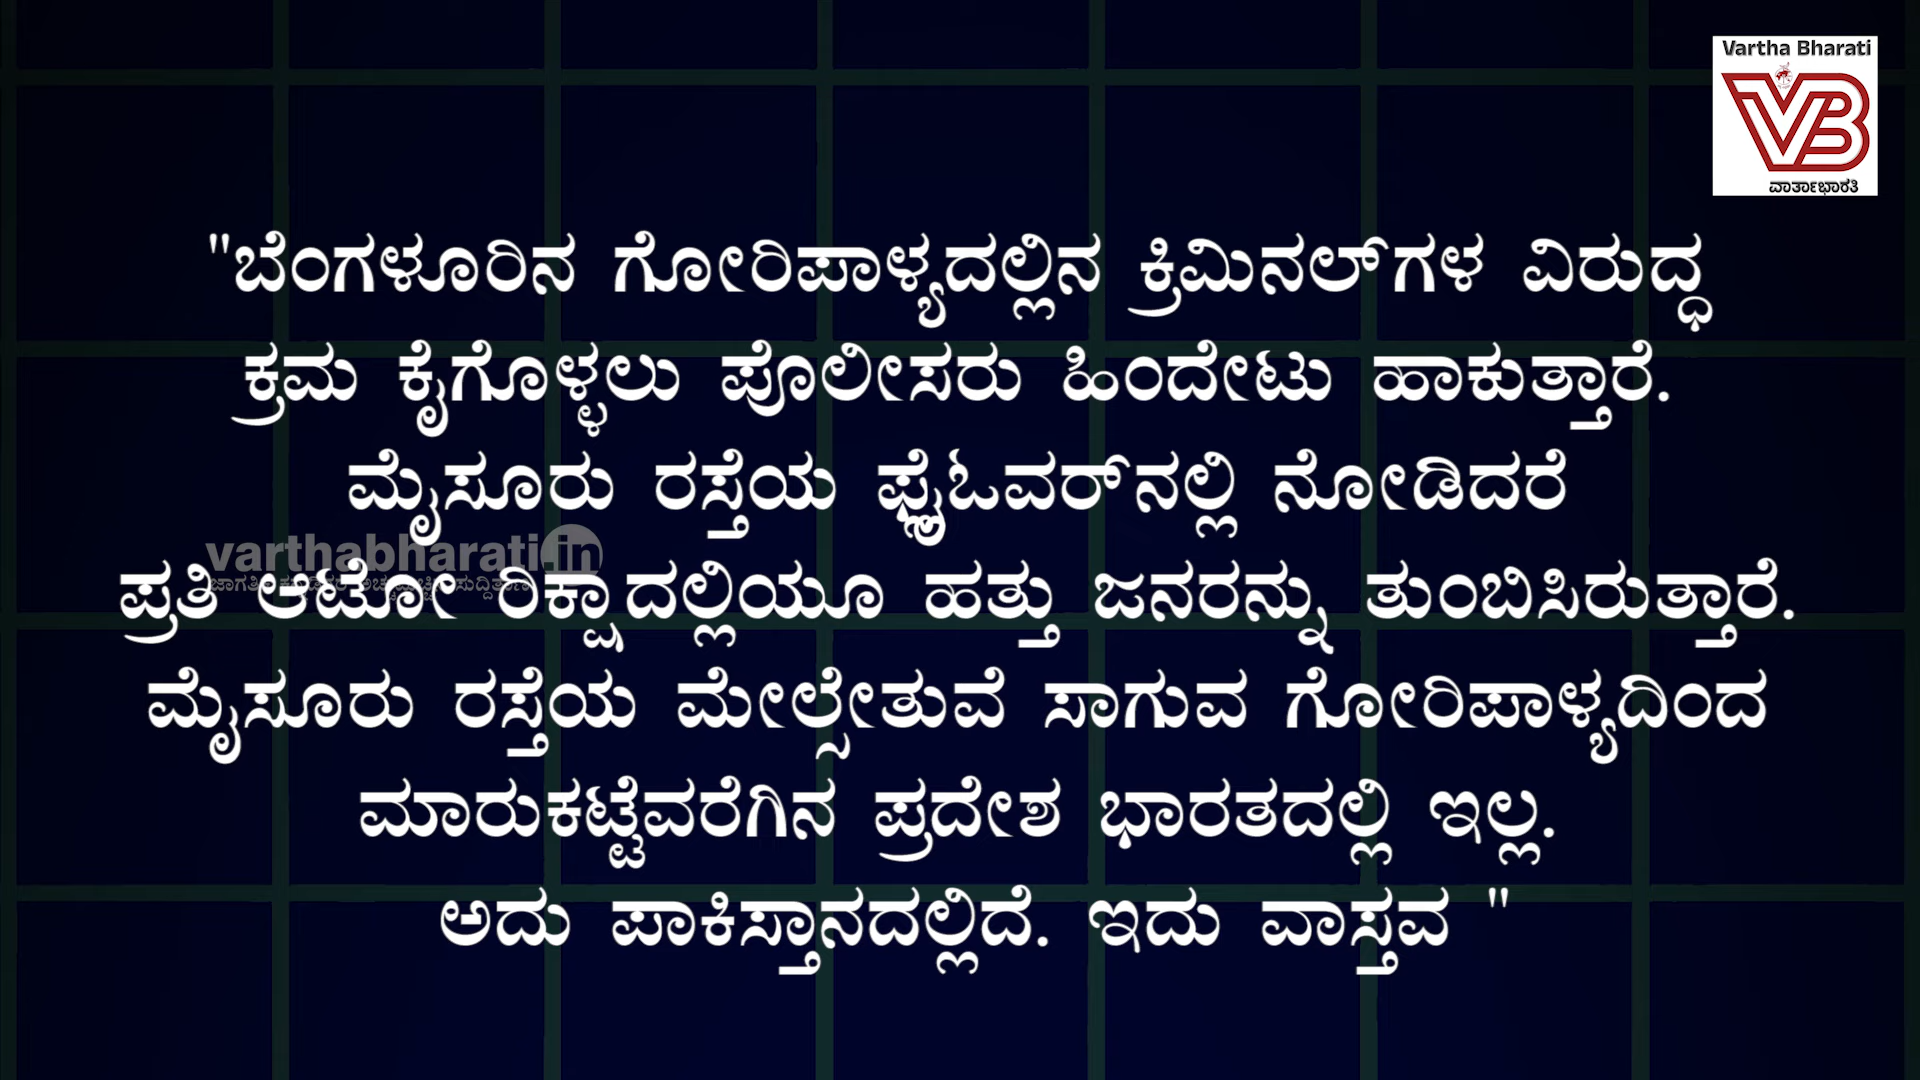 Vartha Bharati
VB
ವಾರ್ತಾಭಾರತಿ
"ಬೆಂಗಳೂರಿನ ಗೋರಿಪಾಳ್ಯದಲ್ಲಿನ ಕ್ರಿಮಿನಲ್‌ಗಳ ವಿರುದ್ಧ
ಕ್ರಮ ಕೈಗೊಳ್ಳಲು ಪೊಲೀಸರು ಹಿಂದೇಟು ಹಾಕುತ್ತಾರೆ.
ಮೈಸೂರು ರಸ್ತೆಯ ಫ್ಲೈಓವರ್‌ನಲ್ಲಿ ನೋಡಿದರೆ
varthabharati.in
ಪ್ರತಿ ಆಟೋ ರಿಕ್ಷಾದಲ್ಲಿಯೂ ಹತ್ತು ಜನರನ್ನು ತುಂಬಿಸಿರುತ್ತಾರೆ.
ಮೈಸೂರು ರಸ್ತೆಯ ಮೇಲ್ಸೇತುವೆ ಸಾಗುವ ಗೋರಿಪಾಳ್ಯದಿಂದ
ಮಾರುಕಟ್ಟೆವರೆಗಿನ ಪ್ರದೇಶ ಭಾರತದಲ್ಲಿ ಇಲ್ಲ.
ಅದು ಪಾಕಿಸ್ತಾನದಲ್ಲಿದೆ. ಇದು ವಾಸ್ತವ "